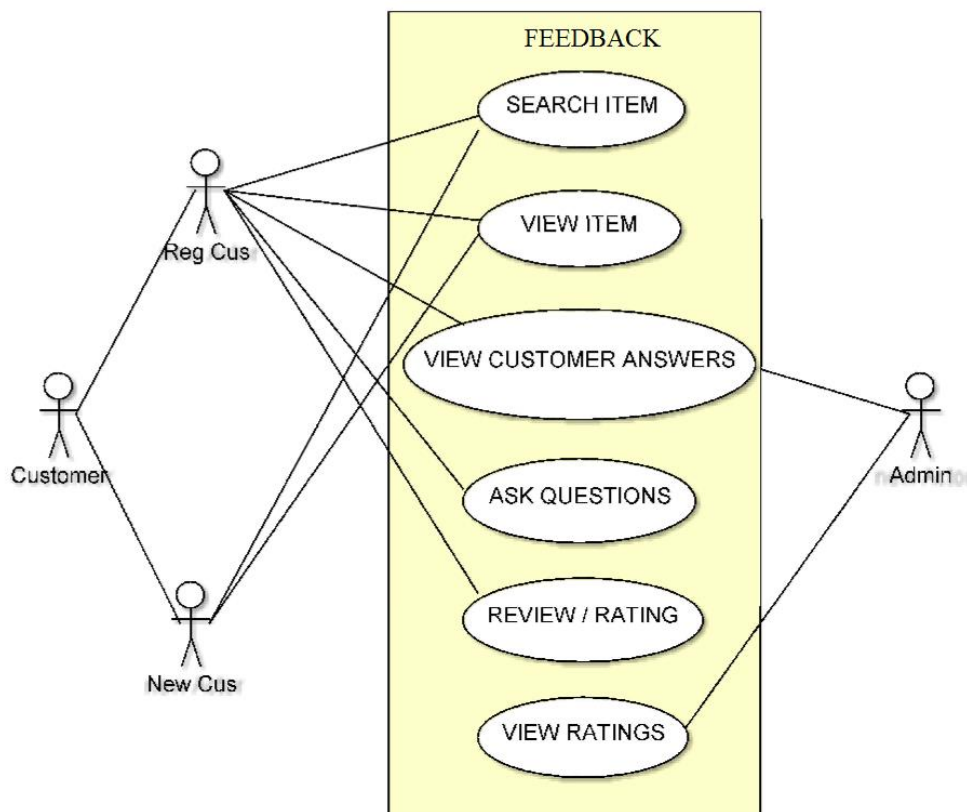 FEEDBACK
SEARCH ITEM
VIEW ITEM
Reg Cus
VIEW CUSTOMER ANSWERS
Customer
Admin
ASK QUESTIONS
REVIEW / RATING
New Cus
VIEW RATINGS